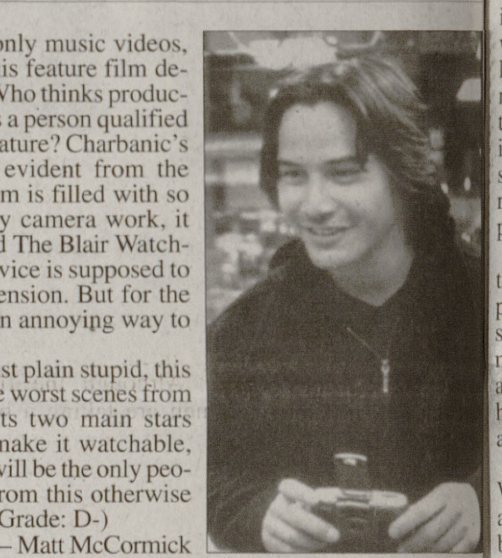 only music videos,
is feature film de-
Who thinks produc-
s a person qualified
ature? Charbanic's
evident from the
m is filled with so
y camera work, it
d The Blair Watch-
vice is supposed to
ension. But for the
n annoying way to
st plain stupid, this
e worst scenes from
ts two main stars
make it watchable,
will be the only peo-
rom this otherwise
Grade: D-)
– Matt McCormick